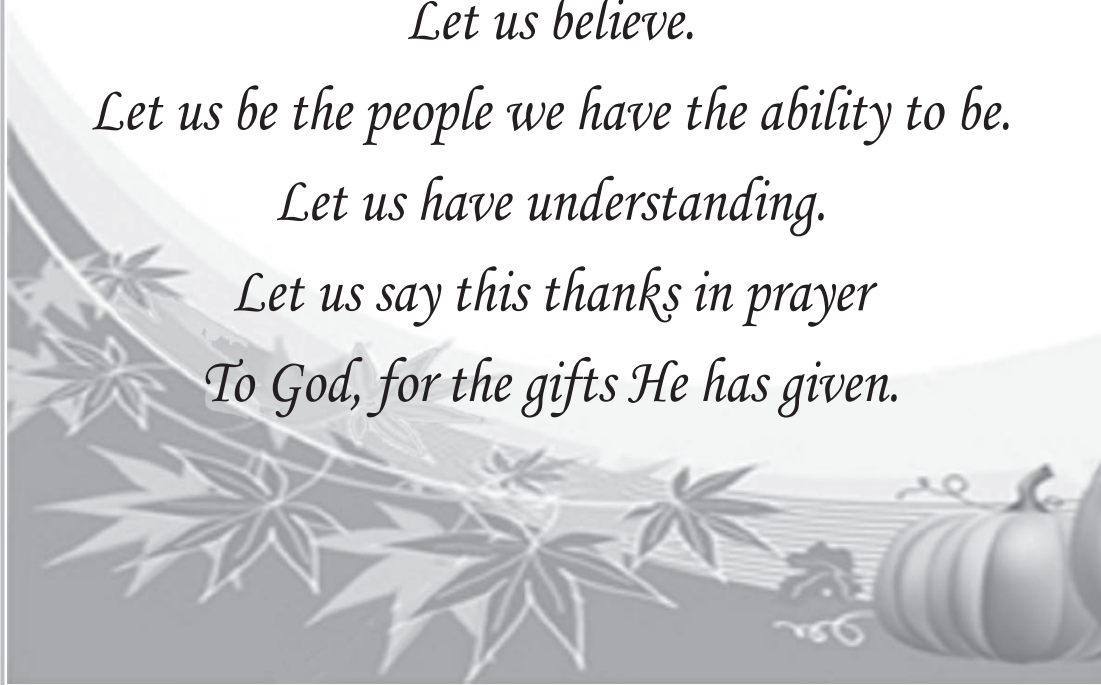 Let us believe.
Let us be the people we have the ability to be.
Let us have understanding.
Let us say this thanks in prayer
To God, for the gifts He has given.